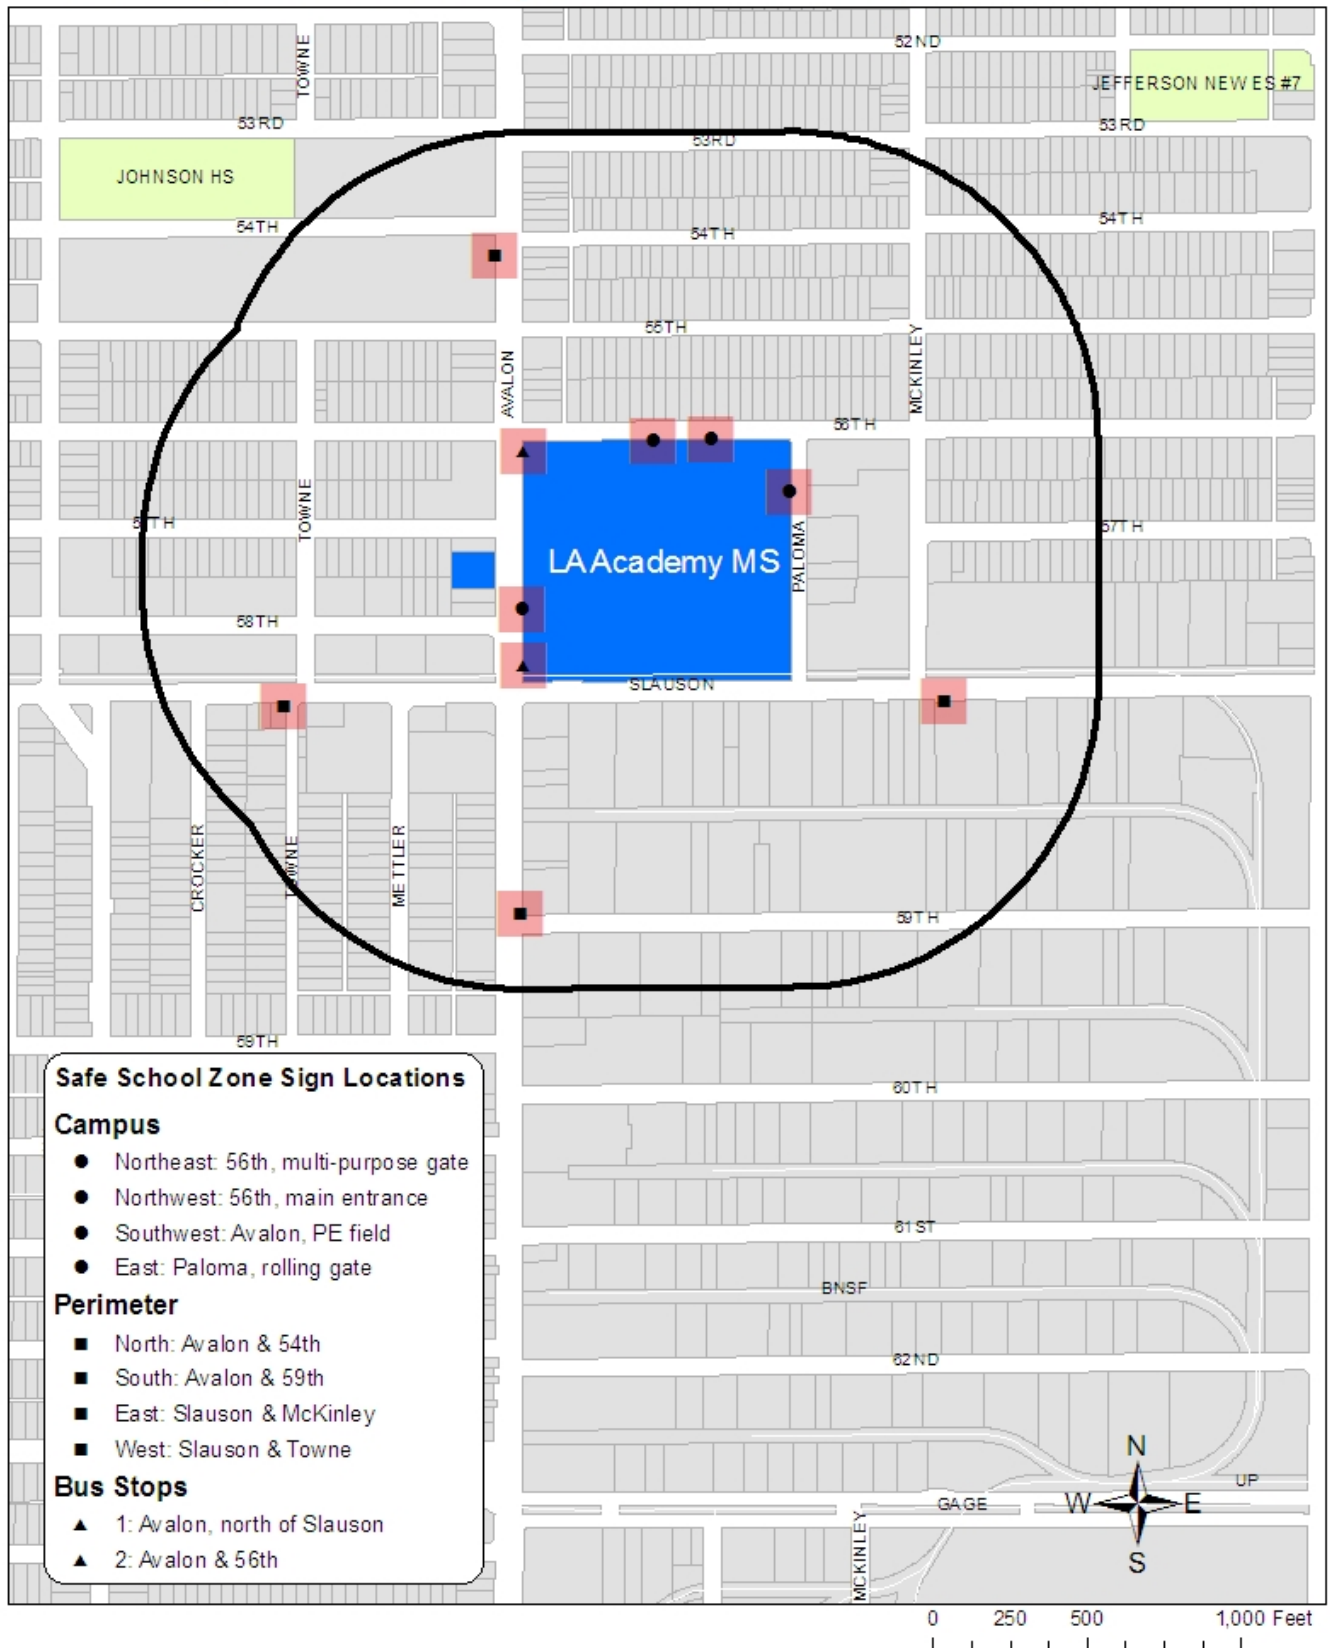 52ND
TOWNE
JEFFERSON NEW ES #7
53RD
53RD
53RD
JOHNSON HS
54TH
54TH
54TH
55TH
MCKINLEY
AVALON
56TH
TOWNE
57TH
57TH
PALOMA
LA Academy MS
58TH
SLAUSON
CROCKER
TOWNE
METTLER
59TH
59TH
60TH
61ST
BNSF
62ND
UP
GAGE
MCKINLEY
Safe School Zone Sign Locations
Campus
Northeast: 56th, multi-purpose gate
Northwest: 56th, main entrance
Southwest: Avalon, PE field
East: Paloma, rolling gate
Perimeter
North: Avalon & 54th
South: Avalon & 59th
East: Slauson & McKinley
West: Slauson & Towne
Bus Stops
1: Avalon, north of Slauson
2: Avalon & 56th
N
W E
S
0 250 500 1,000 Feet